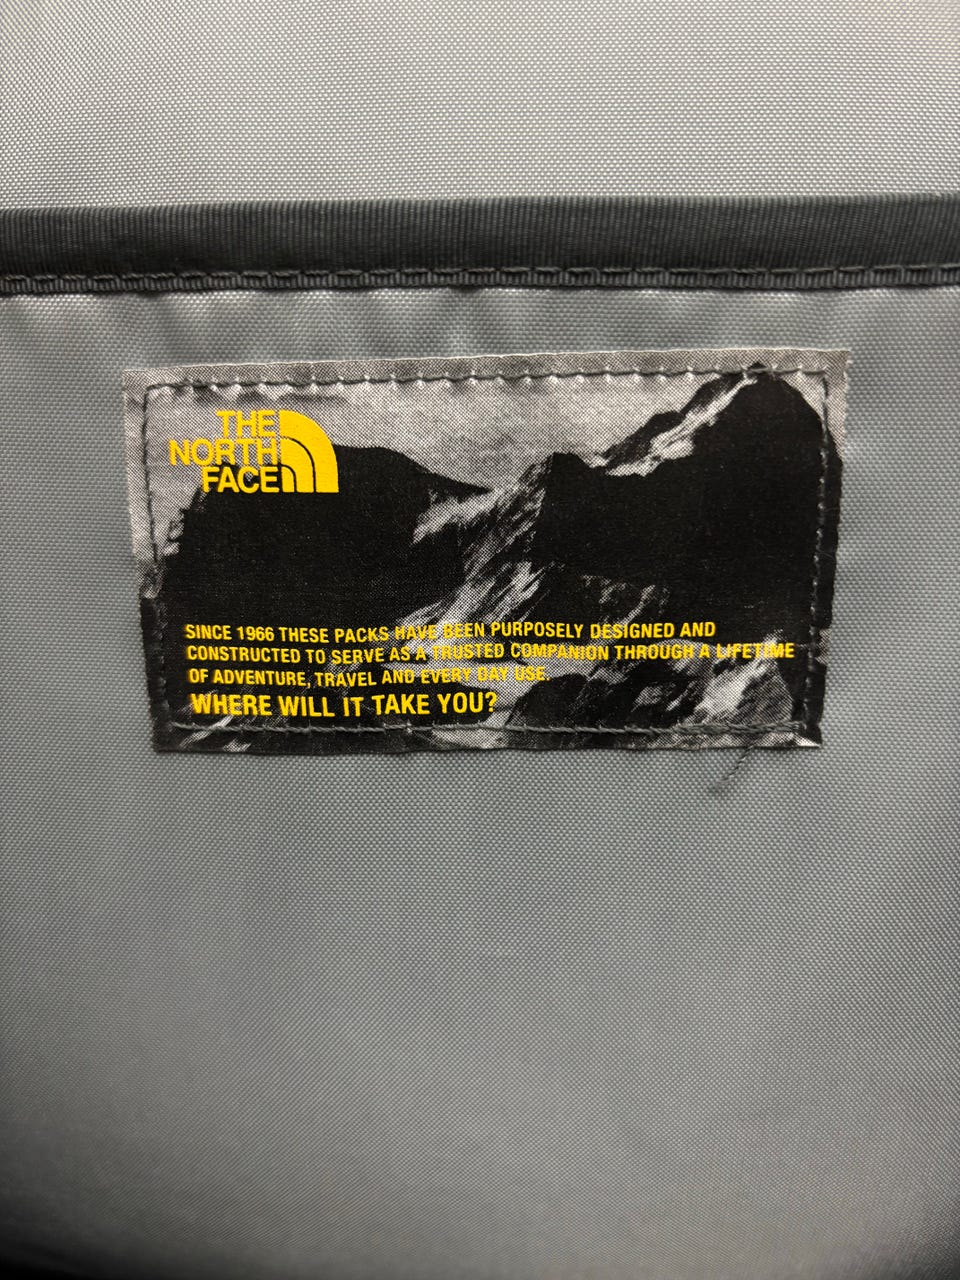 THE
NORTH
FACE
SINCE 1966 THESE PACKS HAVE BEEN PURPOSELY DESIGNED AND
CONSTRUCTED TO SERVE AS A TRUSTED COMPANION THROUGH A LIFETIME
OF ADVENTURE, TRAVEL AND EVERY DAY USE.
WHERE WILL IT TAKE YOU?